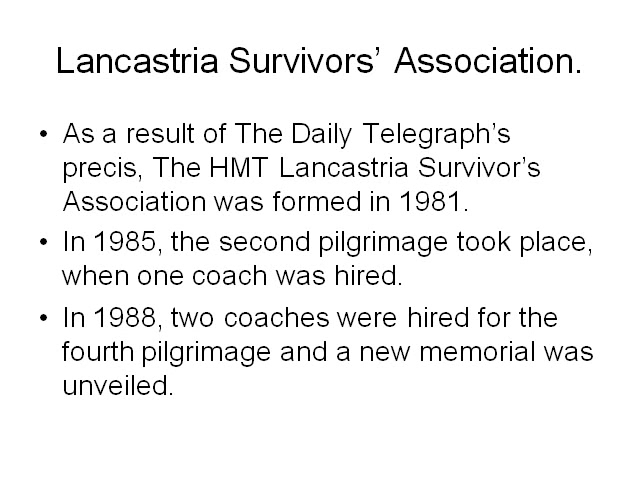 Lancastria Survivors’ Association.
• As a result of The Daily Telegraph’s
precis, The HMT Lancastria Survivor’s
Association was formed in 1981.
• In 1985, the second pilgrimage took place,
when one coach was hired.
• In 1988, two coaches were hired for the
fourth pilgrimage and a new memorial was
unveiled.